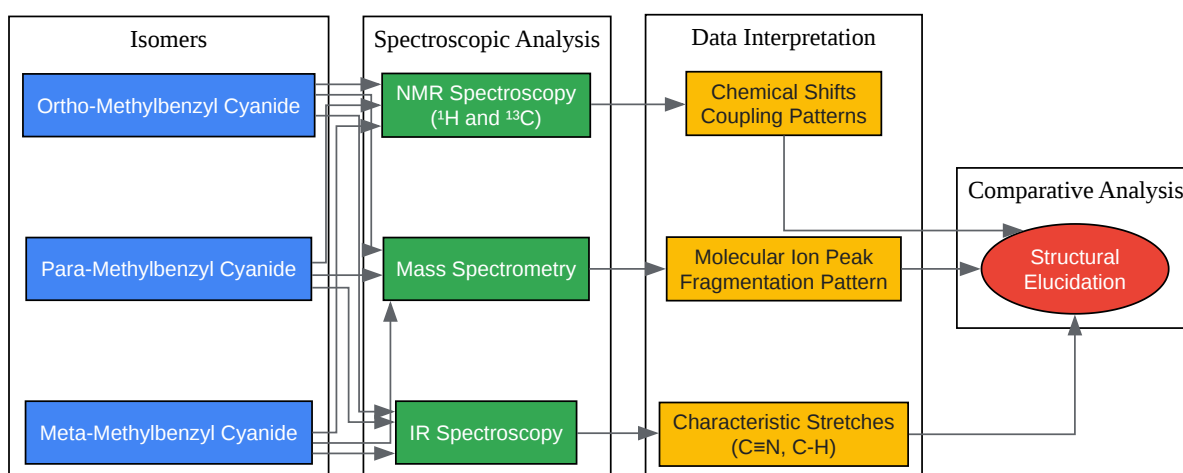 Isomers
Ortho-Methylbenzyl Cyanide
Para-Methylbenzyl Cyanide
Meta-Methylbenzyl Cyanide
Spectroscopic Analysis
NMR Spectroscopy
(¹H and ¹³C)
Mass Spectrometry
IR Spectroscopy
Data Interpretation
Chemical Shifts
Coupling Patterns
Molecular Ion Peak
Fragmentation Pattern
Characteristic Stretches
(C≡N, C-H)
Comparative Analysis
Structural
Elucidation